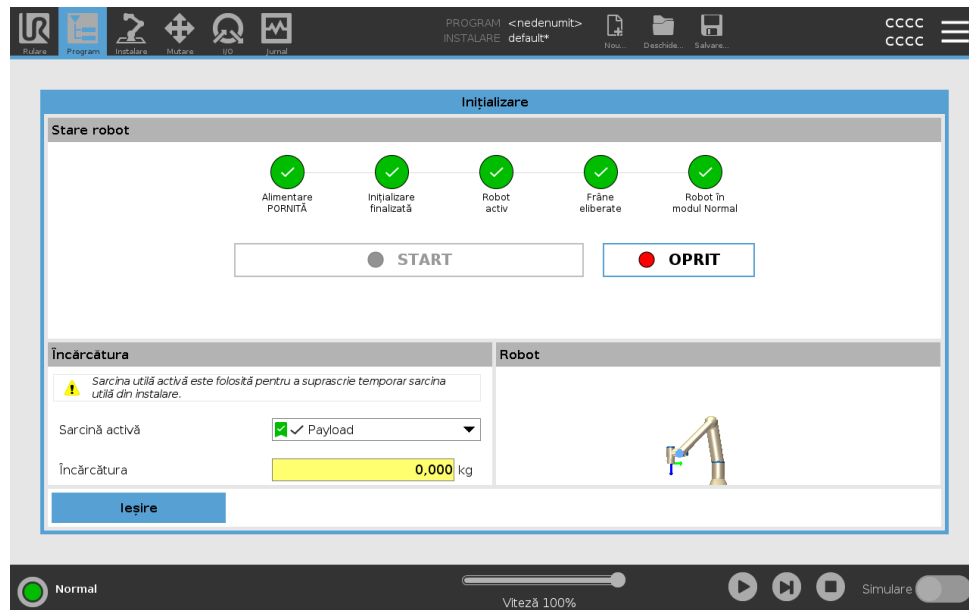 PROGRAM <nedenumit>
INSTALARE default*
CCCC
CCCC
Rulare Program Instalare Mutare I/O Jurnal Nou... Deschide... Salvare...
Inițializare
Stare robot
Alimentare PORNITĂ
Inițializare finalizată
Robot activ
Frâne eliberate
Robot în modul Normal
START
OPRIT
Încărcătura
Robot
Sarcina utilă activă este folosită pentru a suprascrie temporar sarcina
utilă din instalare.
Sarcină activă
Payload
Încărcătura
0,000 kg
Ieșire
Normal
Viteză 100%
Simulare